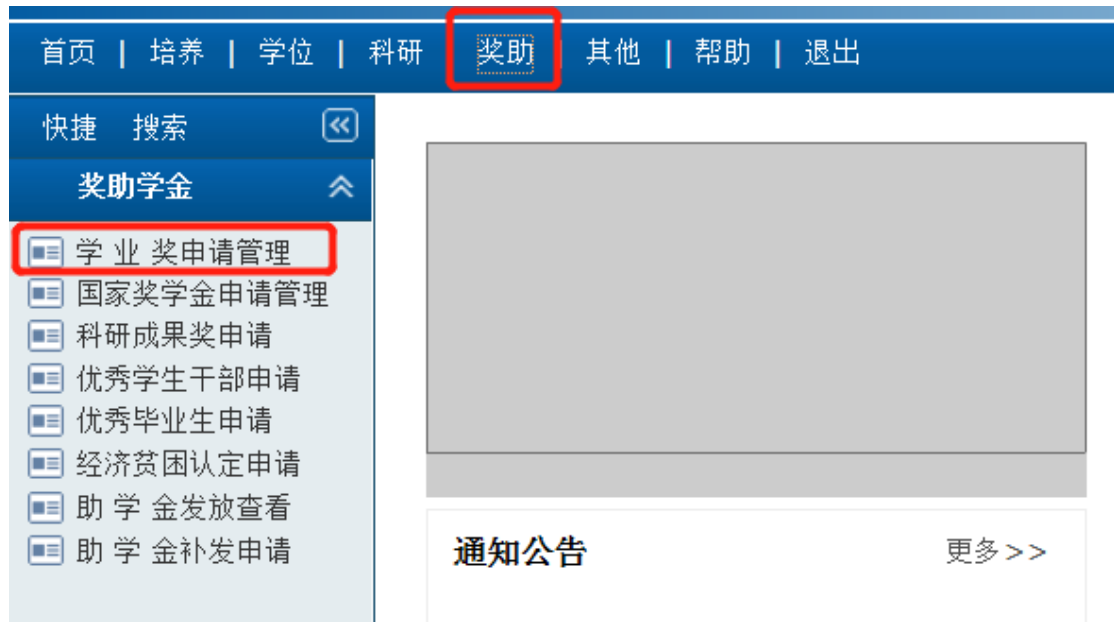 首页 | 培养 | 学位 | 科研 | 奖助 | 其他 | 帮助 | 退出
快捷 搜索
奖助学金
学 业 奖申请管理
国家奖学金申请管理
科研成果奖申请
优秀学生干部申请
优秀毕业生申请
经济贫困认定申请
助 学 金发放查看
助 学 金补发申请
通知公告 更多>>